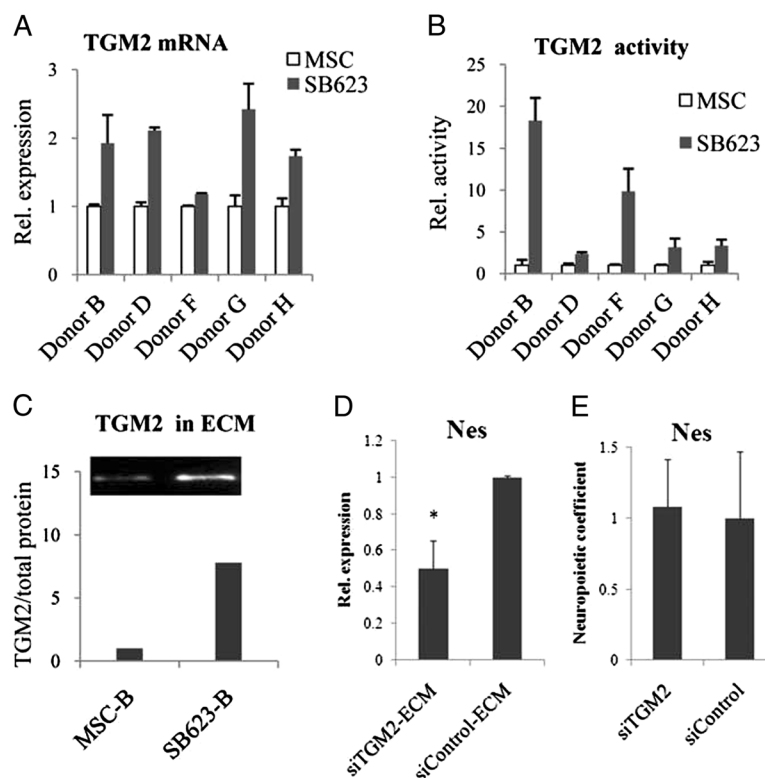 A
TGM2 mRNA
MSC
SB623
Rel. expression
3
2
1
0
Donor B
Donor D
Donor F
Donor G
Donor H
B
TGM2 activity
MSC
SB623
Rel. activity
25
20
15
10
5
0
Donor B
Donor D
Donor F
Donor G
Donor H
C
TGM2 in ECM
TGM2/total protein
15
10
5
0
MSC-B
SB623-B
D
Nes
Rel. expression
1.2
1
0.8
0.6
0.4
0.2
0
*
siTGM2-ECM
siControl-ECM
E
Nes
Neuropoietic coefficient
1.5
1
0.5
0
siTGM2
siControl